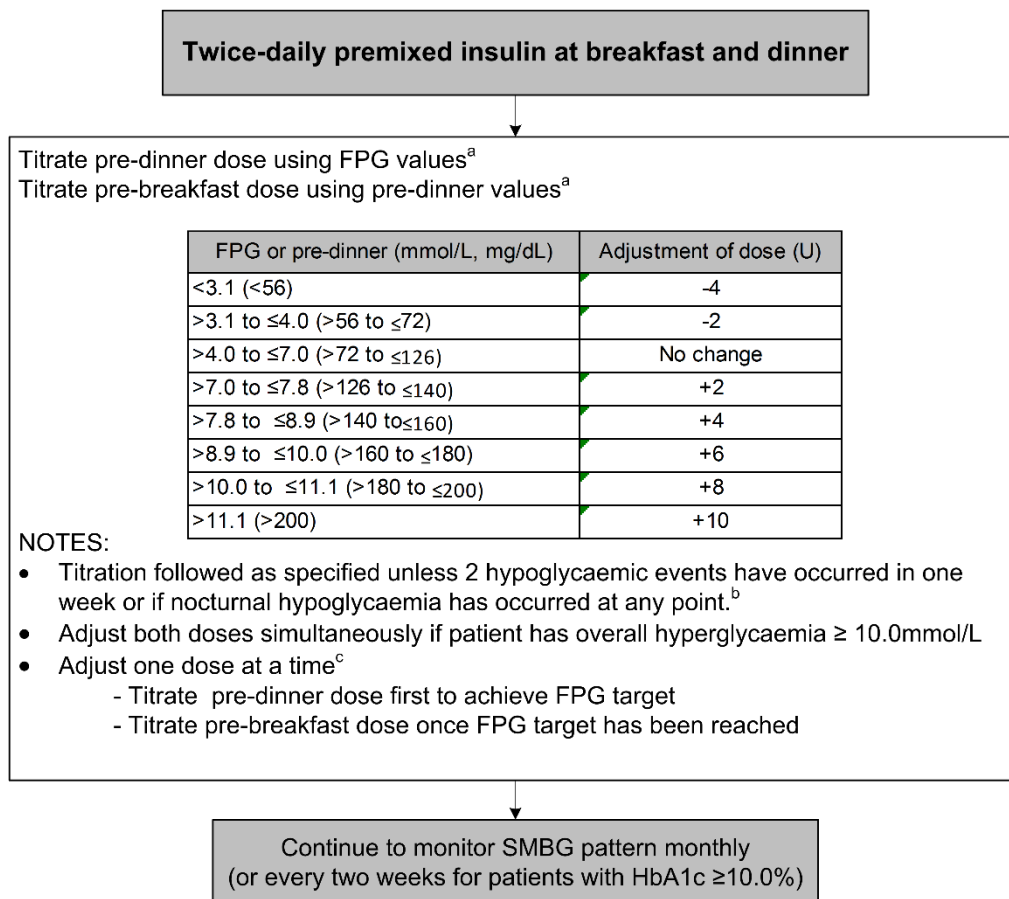 Twice-daily premixed insulin at breakfast and dinner
Titrate pre-dinner dose using FPG valuesᵃ
Titrate pre-breakfast dose using pre-dinner valuesᵃ
FPG or pre-dinner (mmol/L, mg/dL) Adjustment of dose (U)
<3.1 (<56) -4
>3.1 to ≤4.0 (>56 to ≤72) -2
>4.0 to ≤7.0 (>72 to ≤126) No change
>7.0 to ≤7.8 (>126 to ≤140) +2
>7.8 to ≤8.9 (>140 to≤160) +4
>8.9 to ≤10.0 (>160 to ≤180) +6
>10.0 to ≤11.1 (>180 to ≤200) +8
>11.1 (>200) +10
NOTES:
• Titration followed as specified unless 2 hypoglycaemic events have occurred in one
week or if nocturnal hypoglycaemia has occurred at any point.ᵇ
• Adjust both doses simultaneously if patient has overall hyperglycaemia ≥ 10.0mmol/L
• Adjust one dose at a timeᶜ
- Titrate pre-dinner dose first to achieve FPG target
- Titrate pre-breakfast dose once FPG target has been reached
Continue to monitor SMBG pattern monthly
(or every two weeks for patients with HbA1c ≥10.0%)